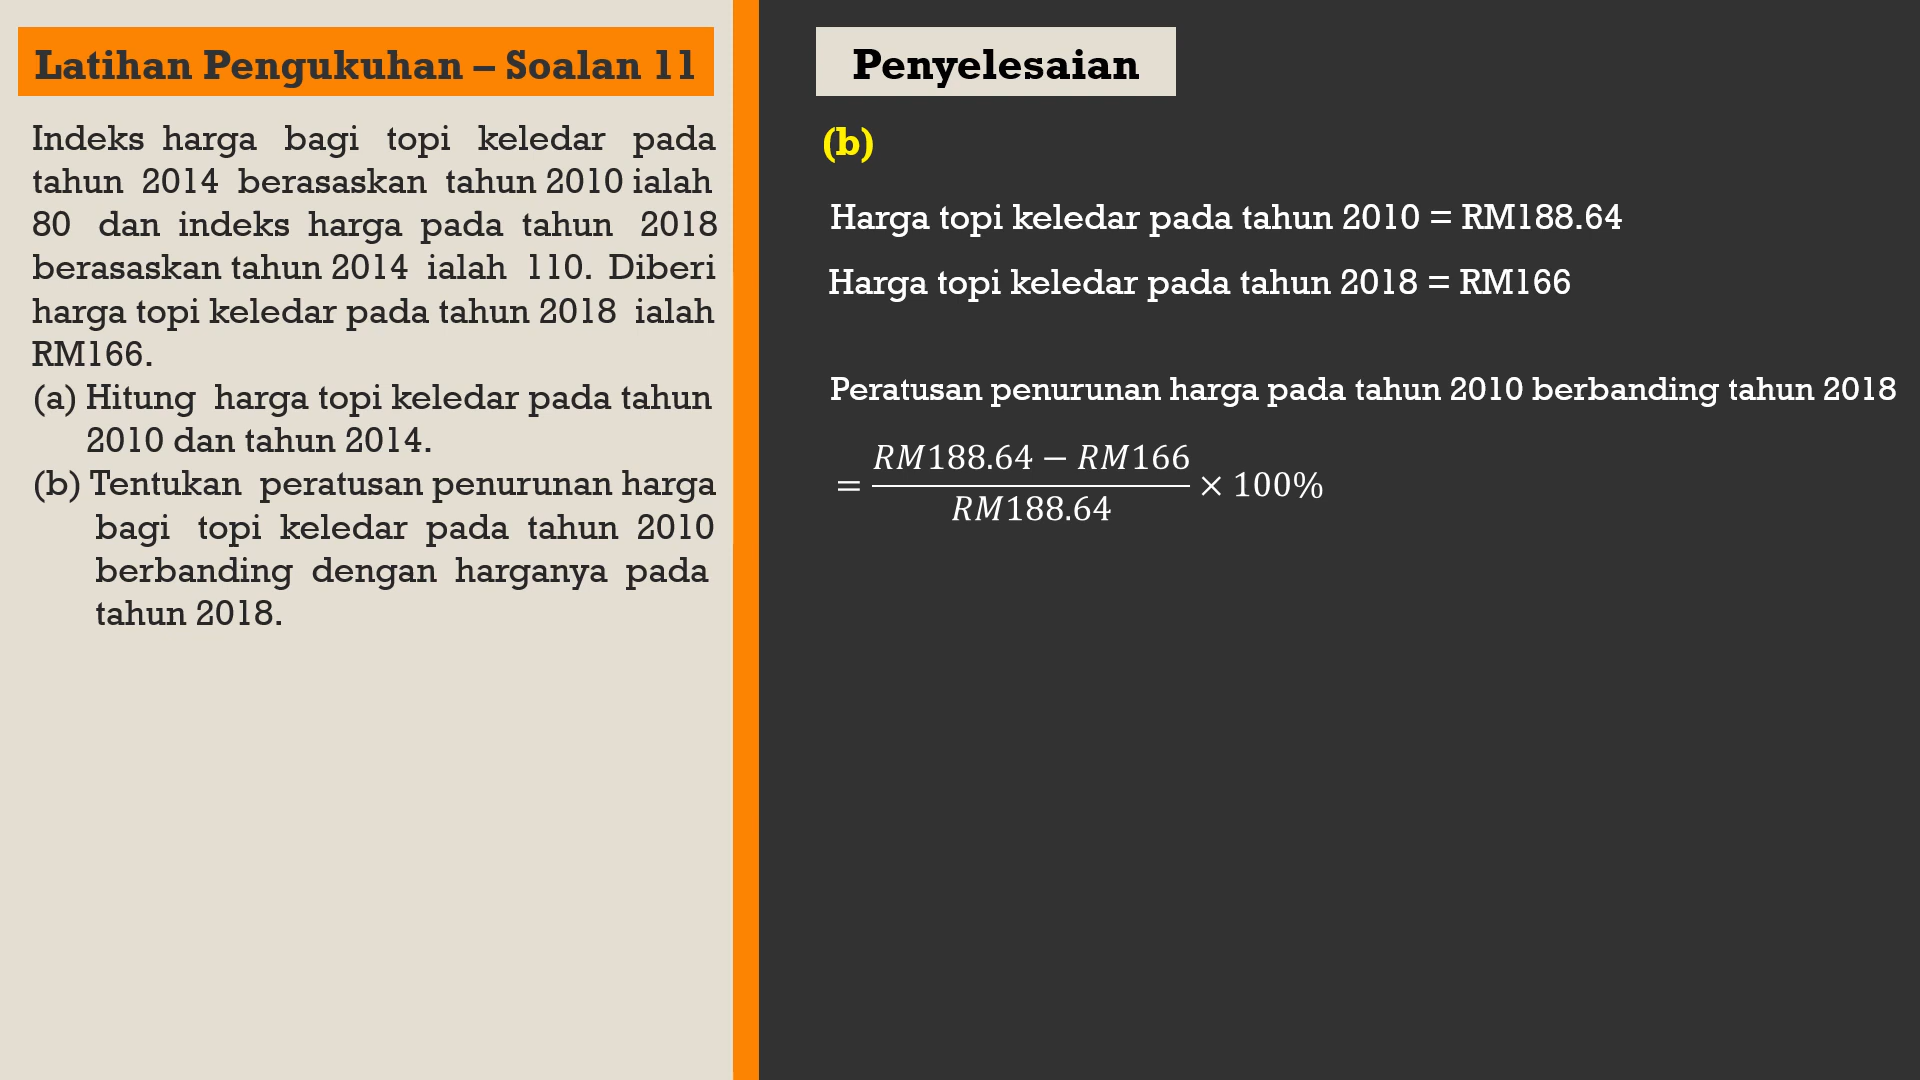 Latihan Pengukuhan – Soalan 11
Indeks harga bagi topi keledar pada
tahun 2014 berasaskan tahun 2010 ialah
80 dan indeks harga pada tahun 2018
berasaskan tahun 2014 ialah 110. Diberi
harga topi keledar pada tahun 2018 ialah
RM166.
(a) Hitung harga topi keledar pada tahun
2010 dan tahun 2014.
(b) Tentukan peratusan penurunan harga
bagi topi keledar pada tahun 2010
berbanding dengan harganya pada
tahun 2018.
Penyelesaian
(b)
Harga topi keledar pada tahun 2010 = RM188.64
Harga topi keledar pada tahun 2018 = RM166
Peratusan penurunan harga pada tahun 2010 berbanding tahun 2018
RM188.64 − RM166
= × 100%
RM188.64